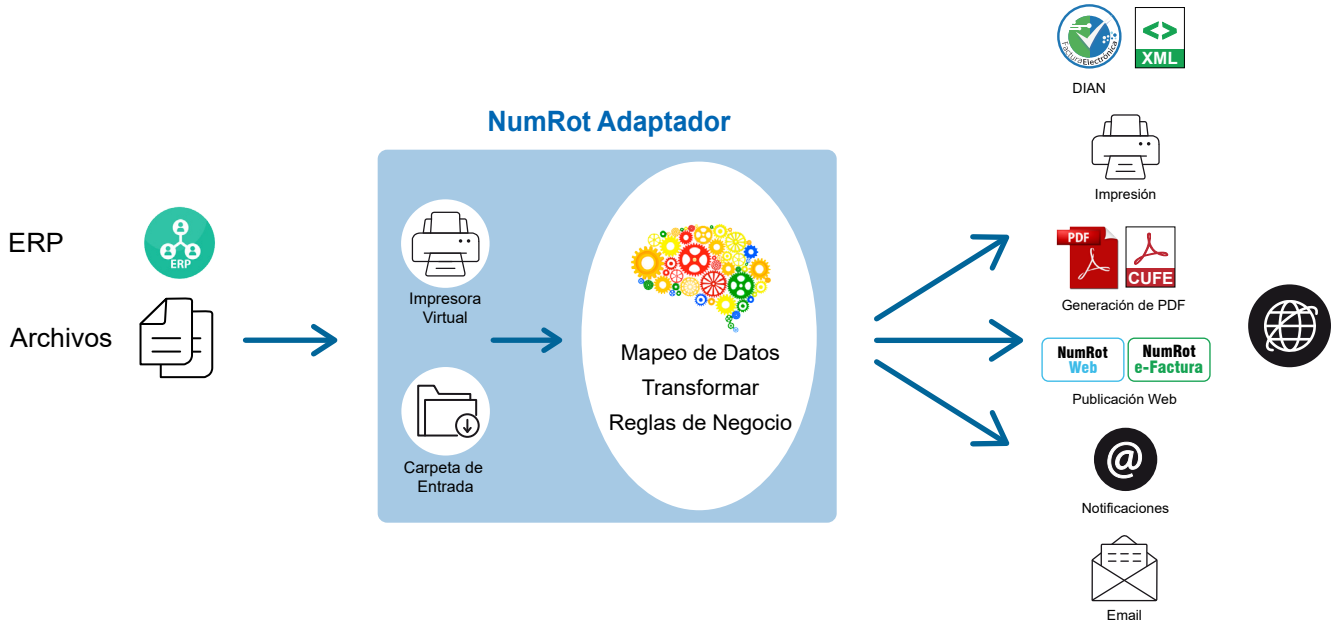 NumRot Adaptador
ERP
ERP
Archivos
Impresora
Virtual
Carpeta de
Entrada
Mapeo de Datos
Transformar
Reglas de Negocio
FacturaElectrónica
<>
XML
DIAN
Impresión
PDF
CUFE
Generación de PDF
NumRot
Web
NumRot
e-Factura
Publicación Web
@
Notificaciones
Email